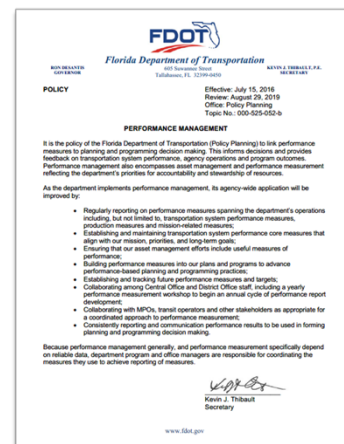 FDOT
Florida Department of Transportation
RON DESANTIS
GOVERNOR
605 Suwannee Street
Tallahassee, FL 32399-0450
KEVIN J. THIBAULT, P.E.
SECRETARY
POLICY
Effective: July 15, 2016
Review: August 29, 2019
Office: Policy Planning
Topic No.: 000-525-052-b
PERFORMANCE MANAGEMENT
It is the policy of the Florida Department of Transportation (Policy Planning) to link performance
measures to planning and programming decision making. This informs decisions and provides
feedback on transportation system performance, agency operations and program outcomes.
Performance management also encompasses asset management and performance measurement
reflecting the department's priorities for accountability and stewardship of resources.
As the department implements performance management, its agency-wide application will be
improved by:
• Regularly reporting on performance measures spanning the department's operations
including, but not limited to, transportation system performance measures,
production measures and mission-related measures;
• Establishing and maintaining transportation system performance core measures that
align with our mission, priorities, and long-term goals;
• Ensuring that our asset management efforts include useful measures of
performance;
• Building performance measures into our plans and programs to advance
performance-based planning and programming practices;
• Establishing and tracking future performance measures and targets;
• Collaborating among Central Office and District Office staff, including a yearly
performance measurement workshop to begin an annual cycle of performance report
development;
• Collaborating with MPOs, transit operators and other stakeholders as appropriate for
a coordinated approach to performance measurement;
• Consistently reporting and communication performance results to be used in forming
planning and programming decision making.
Because performance management generally, and performance measurement specifically depend
on reliable data, department program and office managers are responsible for coordinating the
measures they use to achieve reporting of measures.
Kevin J. Thibault
Secretary
www.fdot.gov